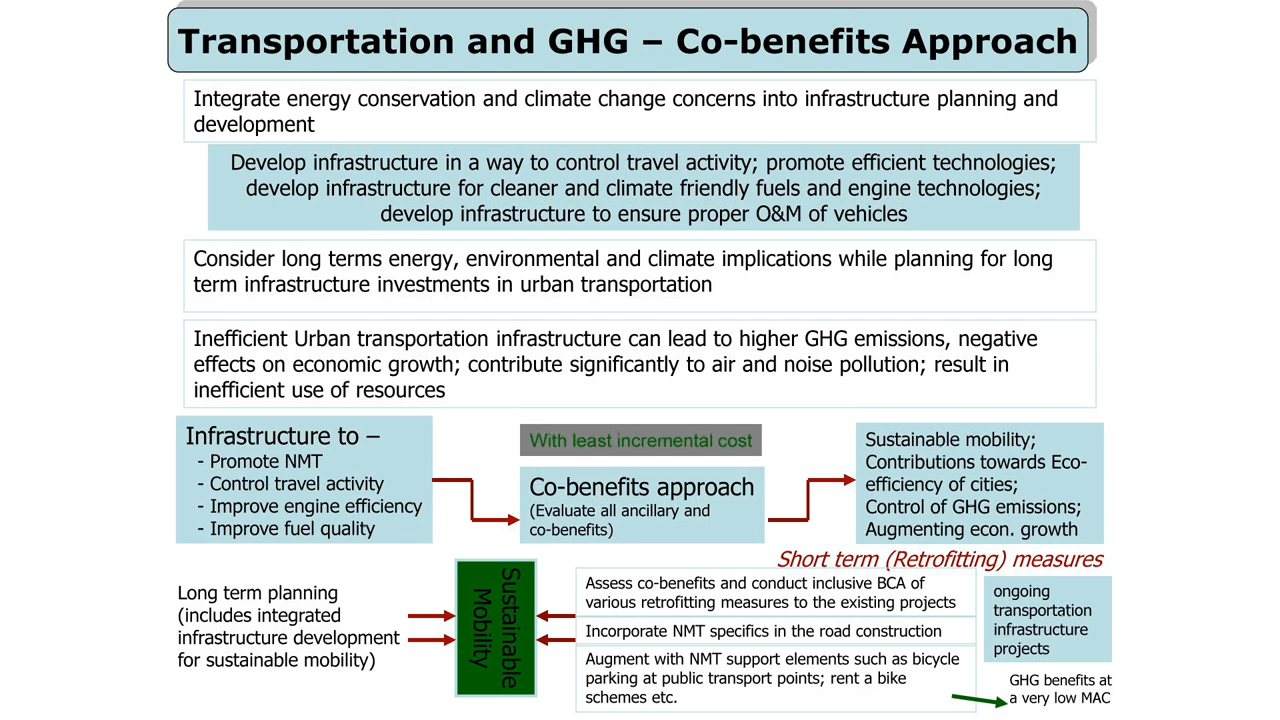 Transportation and GHG – Co-benefits Approach
Integrate energy conservation and climate change concerns into infrastructure planning and
development
Develop infrastructure in a way to control travel activity; promote efficient technologies;
develop infrastructure for cleaner and climate friendly fuels and engine technologies;
develop infrastructure to ensure proper O&M of vehicles
Consider long terms energy, environmental and climate implications while planning for long
term infrastructure investments in urban transportation
Inefficient Urban transportation infrastructure can lead to higher GHG emissions, negative
effects on economic growth; contribute significantly to air and noise pollution; result in
inefficient use of resources
Infrastructure to –
- Promote NMT
- Control travel activity
- Improve engine efficiency
- Improve fuel quality
With least incremental cost
Co-benefits approach
(Evaluate all ancillary and
co-benefits)
Sustainable mobility;
Contributions towards Eco-
efficiency of cities;
Control of GHG emissions;
Augmenting econ. growth
Short term (Retrofitting) measures
Long term planning
(includes integrated
infrastructure development
for sustainable mobility)
Sustainable
Mobility
Assess co-benefits and conduct inclusive BCA of
various retrofitting measures to the existing projects
Incorporate NMT specifics in the road construction
Augment with NMT support elements such as bicycle
parking at public transport points; rent a bike
schemes etc.
ongoing
transportation
infrastructure
projects
GHG benefits at
a very low MAC